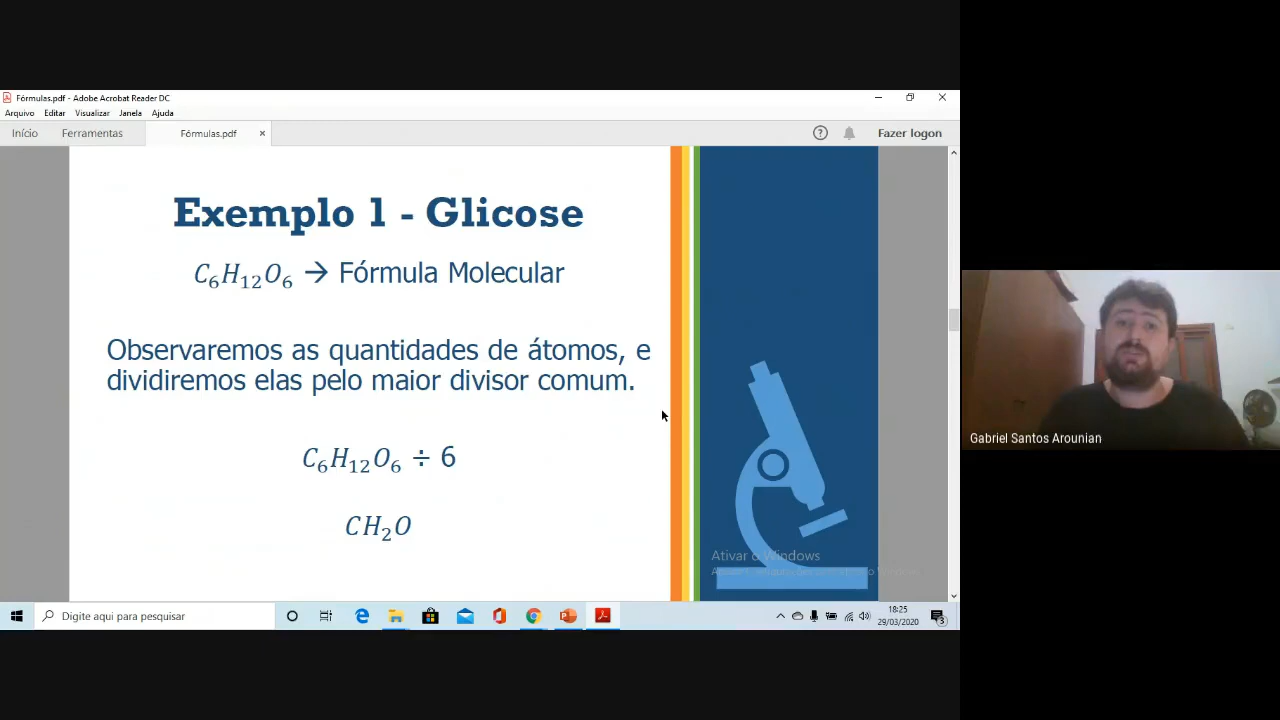 Fórmulas.pdf - Adobe Acrobat Reader DC
Arquivo Editar Visualizar Janela Ajuda
Início Ferramentas Fórmulas.pdf × ? Fazer logon
Exemplo 1 - Glicose
C₆H₁₂O₆ → Fórmula Molecular
Observaremos as quantidades de átomos, e
dividiremos elas pelo maior divisor comum.
C₆H₁₂O₆ ÷ 6
CH₂O
Gabriel Santos Arounian
Ativar o Windows
Digite aqui para pesquisar
18:25
29/03/2020
3